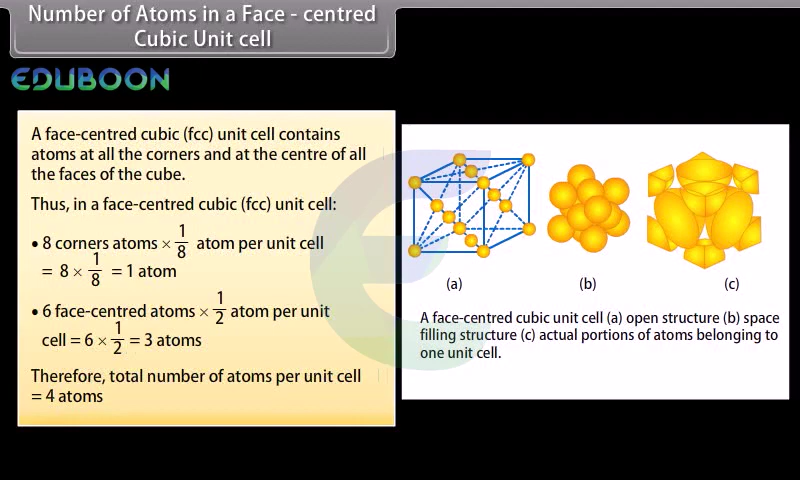 Number of Atoms in a Face - centred
Cubic Unit cell
EDUBOON
A face-centred cubic (fcc) unit cell contains
atoms at all the corners and at the centre of all
the faces of the cube.
Thus, in a face-centred cubic (fcc) unit cell:
• 8 corners atoms × 1/8 atom per unit cell
= 8 × 1/8 = 1 atom
• 6 face-centred atoms × 1/2 atom per unit
cell = 6 × 1/2 = 3 atoms
Therefore, total number of atoms per unit cell
= 4 atoms
(a) (b) (c)
A face-centred cubic unit cell (a) open structure (b) space
filling structure (c) actual portions of atoms belonging to
one unit cell.